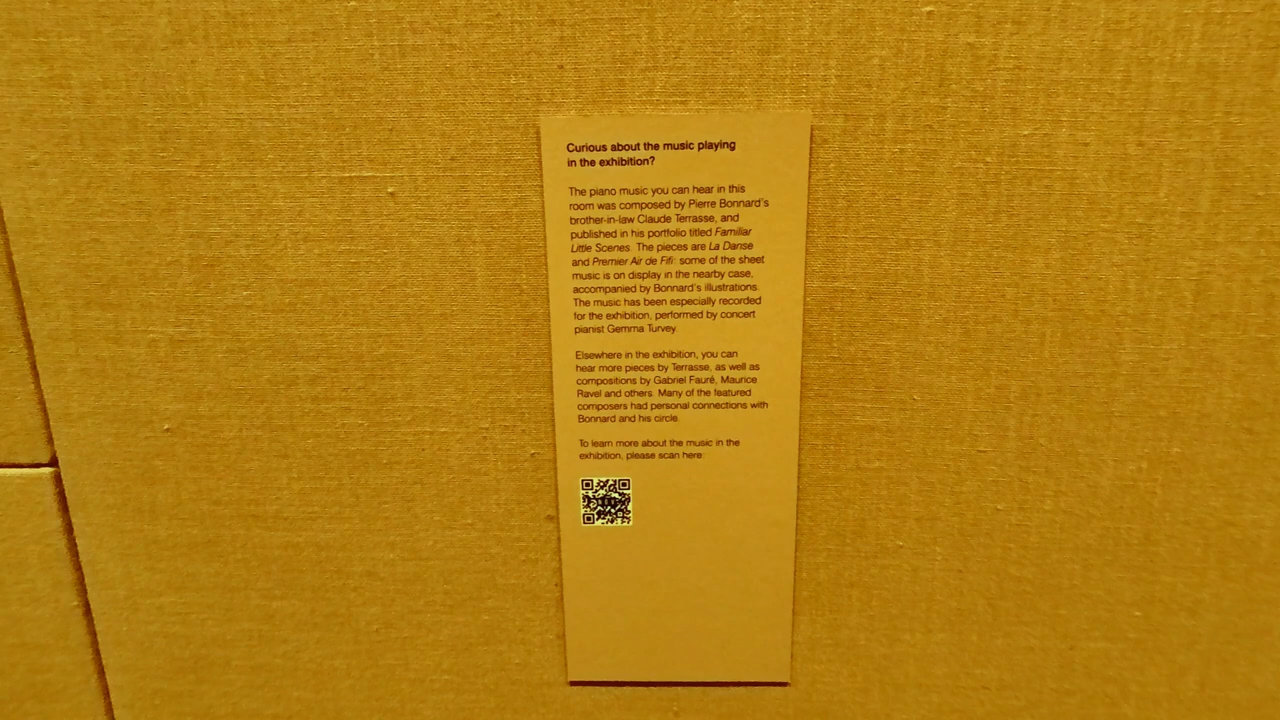 Curious about the music playing
in the exhibition?
The piano music you can hear in this
room was composed by Pierre Bonnard's
brother-in-law Claude Terrasse, and
published in his portfolio titled Familiar
Little Scenes. The pieces are La Danse
and Premier Air de Fifi: some of the sheet
music is on display in the nearby case,
accompanied by Bonnard's illustrations.
The music has been especially recorded
for the exhibition, performed by concert
pianist Gemma Turvey.
Elsewhere in the exhibition, you can
hear more pieces by Terrasse, as well as
compositions by Gabriel Fauré, Maurice
Ravel and others. Many of the featured
composers had personal connections with
Bonnard and his circle.
To learn more about the music in the
exhibition, please scan here: